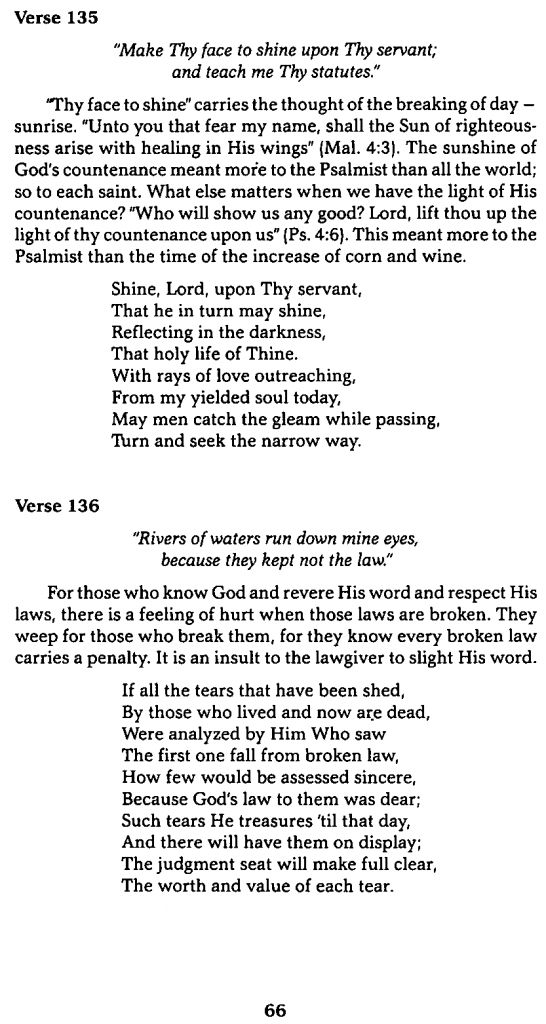 Verse 135
"Make Thy face to shine upon Thy servant;
and teach me Thy statutes."
"Thy face to shine" carries the thought of the breaking of day –
sunrise. "Unto you that fear my name, shall the Sun of righteous-
ness arise with healing in His wings" (Mal. 4:3). The sunshine of
God's countenance meant more to the Psalmist than all the world;
so to each saint. What else matters when we have the light of His
countenance? "Who will show us any good? Lord, lift thou up the
light of thy countenance upon us" (Ps. 4:6). This meant more to the
Psalmist than the time of the increase of corn and wine.
Shine, Lord, upon Thy servant,
That he in turn may shine,
Reflecting in the darkness,
That holy life of Thine.
With rays of love outreaching,
From my yielded soul today,
May men catch the gleam while passing,
Turn and seek the narrow way.
Verse 136
"Rivers of waters run down mine eyes,
because they kept not the law."
For those who know God and revere His word and respect His
laws, there is a feeling of hurt when those laws are broken. They
weep for those who break them, for they know every broken law
carries a penalty. It is an insult to the lawgiver to slight His word.
If all the tears that have been shed,
By those who lived and now are dead,
Were analyzed by Him Who saw
The first one fall from broken law,
How few would be assessed sincere,
Because God's law to them was dear;
Such tears He treasures 'til that day,
And there will have them on display;
The judgment seat will make full clear,
The worth and value of each tear.
66